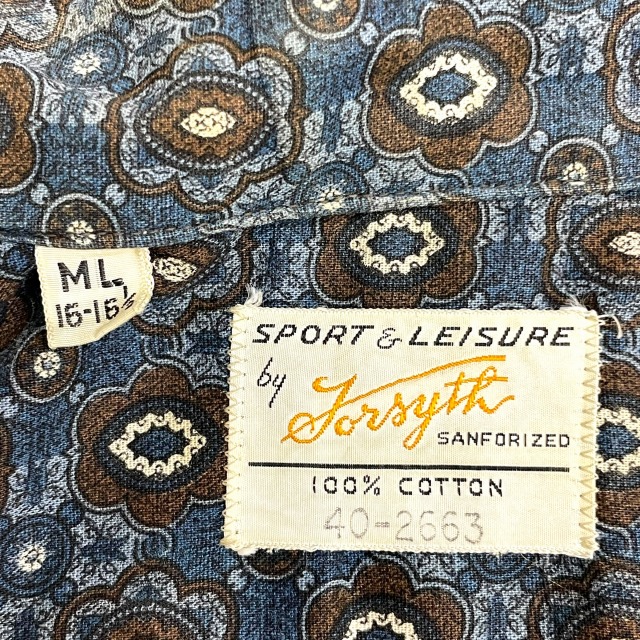 ML
16-16½
SPORT & LEISURE
by Forsyth
SANFORIZED
100% COTTON
40-2663